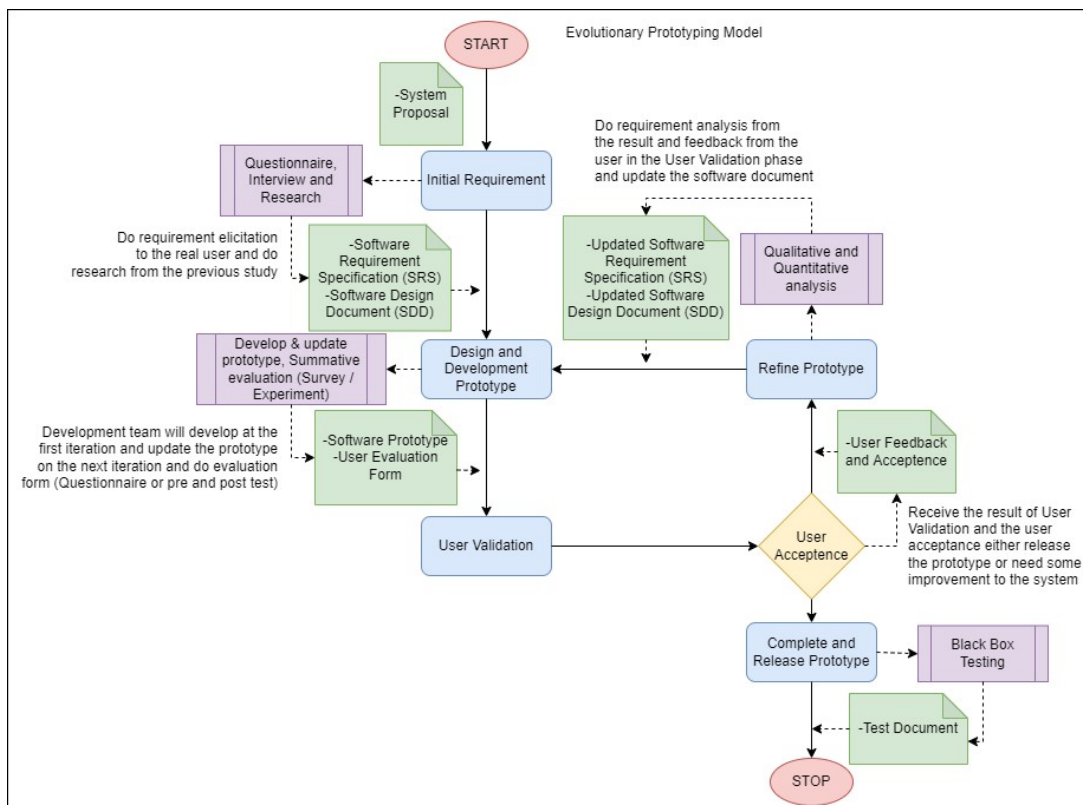 Evolutionary Prototyping Model
START
-System
Proposal
Initial Requirement
Questionnaire,
Interview and
Research
Do requirement elicitation
to the real user and do
research from the previous study
-Software
Requirement
Specification (SRS)
-Software Design
Document (SDD)
Do requirement analysis from
the result and feedback from the
user in the User Validation phase
and update the software document
-Updated Software
Requirement
Specification (SRS)
-Updated Software
Design Document (SDD)
Qualitative and
Quantitative
analysis
Develop & update
prototype, Summative
evaluation (Survey /
Experiment)
Design and
Development
Prototype
Refine Prototype
Development team will develop at the
first iteration and update the prototype
on the next iteration and do evaluation
form (Questionnaire or pre and post test)
-Software Prototype
-User Evaluation
Form
-User Feedback
and Acceptance
User Validation
User
Acceptance
Receive the result of User
Validation and the user
acceptance either release
the prototype or need some
improvement to the system
Complete and
Release Prototype
Black Box
Testing
-Test Document
STOP